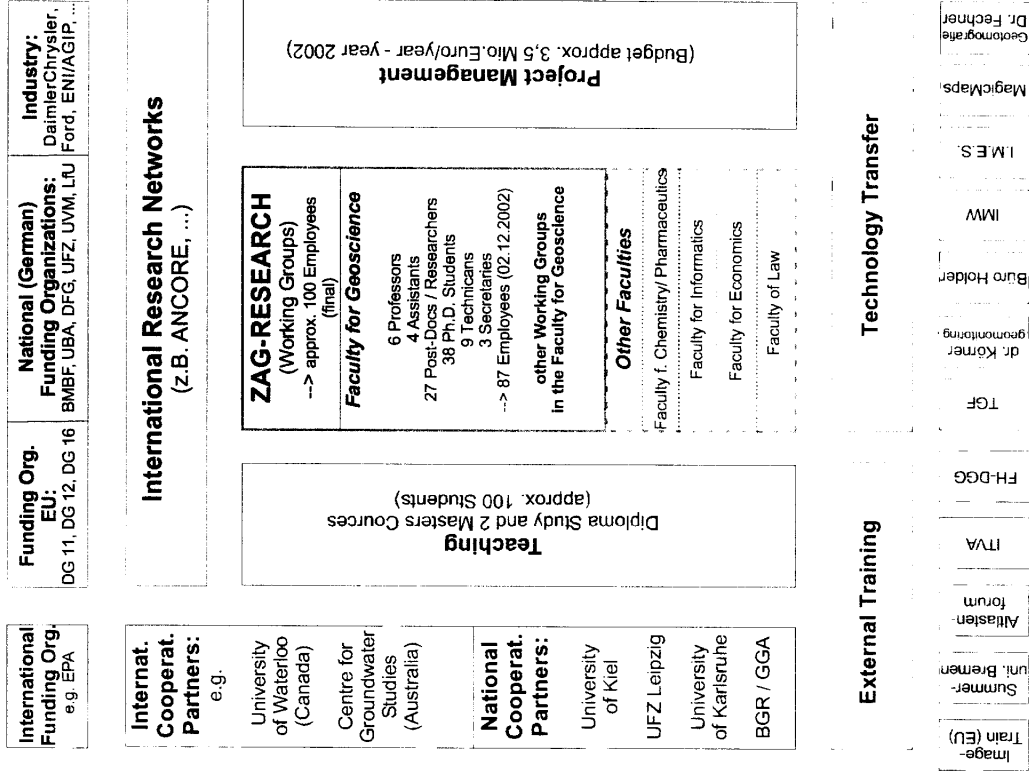 International
Funding Org.
e.g. EPA
Funding Org.
EU:
DG 11, DG 12, DG 16
National (German)
Funding Organizations:
BMBF, UBA, DFG, UFZ, UVM, LfU
Industry:
DaimlerChrysler,
Ford, ENI/AGIP, ...
Internat.
Cooperat.
Partners:
e.g.
University
of Waterloo
(Canada)
Centre for
Groundwater
Studies
(Australia)
National
Cooperat.
Partners:
University
of Kiel
UFZ Leipzig
University
of Karlsruhe
BGR / GGA
International Research Networks
(z.B. ANCORE, ...)
Teaching
Diploma Study and 2 Masters Cources
(approx. 100 Students)
ZAG-RESEARCH
(Working Groups)
--> approx. 100 Employees
(final)
Faculty for Geoscience
6 Professors
4 Assistants
27 Post-Docs / Researchers
38 Ph.D. Students
9 Technicans
3 Secretaries
--> 87 Employees (02.12.2002)
other Working Groups
in the Faculty for Geoscience
Other Faculties
Faculty f. Chemistry/ Pharmaceutics
Faculty for Informatics
Faculty for Economics
Faculty of Law
Project Management
(Budget approx. 3,5 Mio.Euro/year - year 2002)
External Training
Technology Transfer
Image-
Train (EU)
Summer-
uni Bremen
Altlasten-
forum
ITVA
FH-DGG
TGF
dr. Körner
geomonitoring
Büro Holder
IMW
I.M.E.S.
MagicMaps
Geotomografie
Dr. Fechner